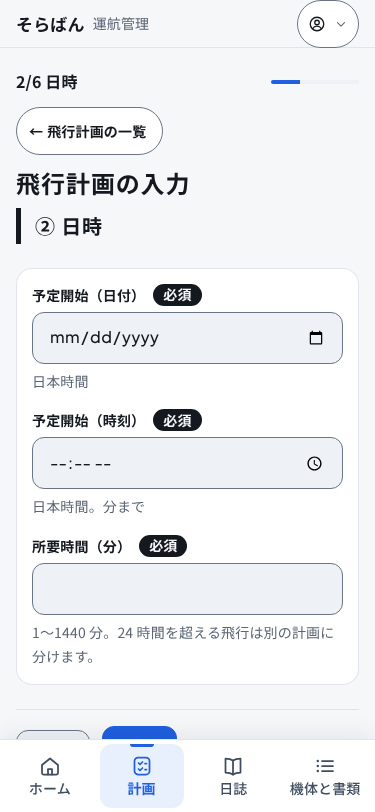 そらばん 運航管理
2/6 日時
← 飛行計画の一覧
飛行計画の入力
② 日時
予定開始（日付） 必須
mm/dd/yyyy
日本時間
予定開始（時刻） 必須
--:-- --
日本時間。分まで
所要時間（分） 必須
1〜1440 分。24 時間を超える飛行は別の計画に
分けます。
ホーム 計画 日誌 機体と書類